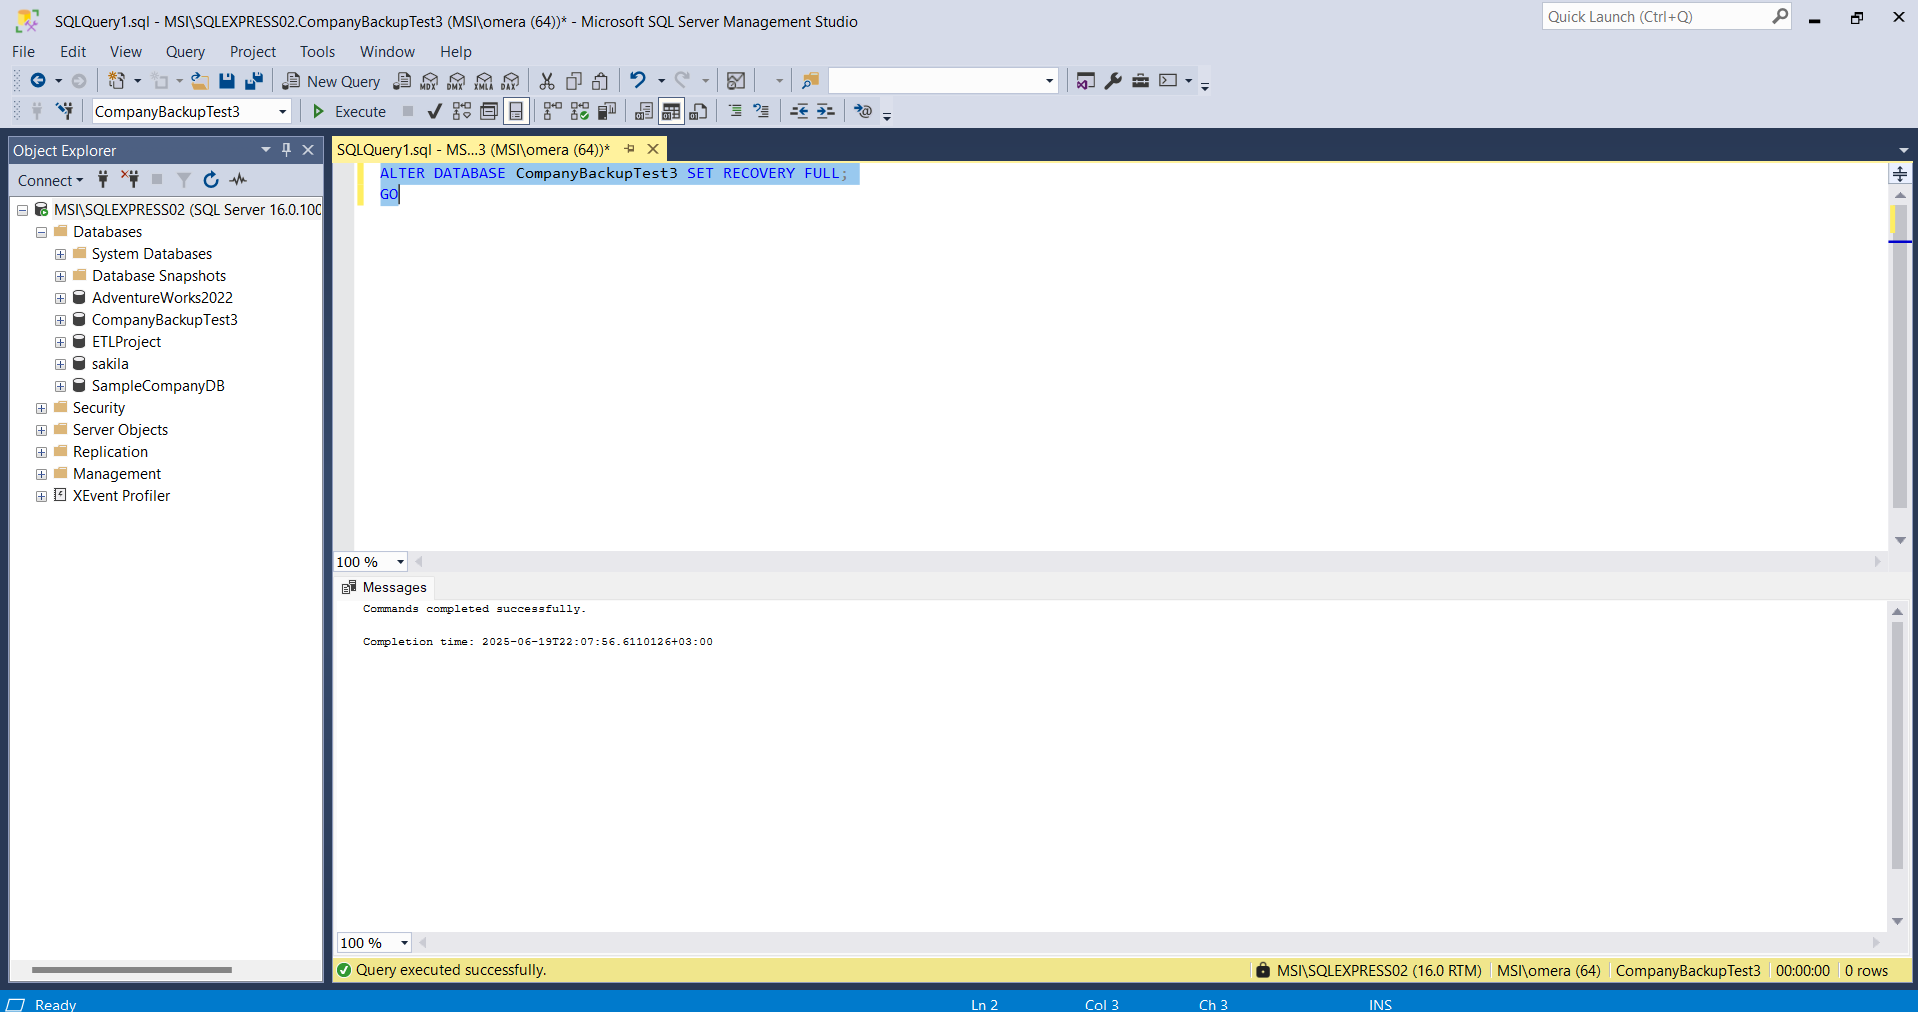 SQLQuery1.sql - MSI\SQLEXPRESS02.CompanyBackupTest3 (MSI\omera (64))* - Microsoft SQL Server Management Studio
Quick Launch (Ctrl+Q)
File Edit View Query Project Tools Window Help
New Query MDX DMX XMLA DAX
CompanyBackupTest3 Execute
Object Explorer
Connect
MSI\SQLEXPRESS02 (SQL Server 16.0.100
Databases
System Databases
Database Snapshots
AdventureWorks2022
CompanyBackupTest3
ETLProject
sakila
SampleCompanyDB
Security
Server Objects
Replication
Management
XEvent Profiler
SQLQuery1.sql - MS...3 (MSI\omera (64))*
ALTER DATABASE CompanyBackupTest3 SET RECOVERY FULL;
GO
100 %
Messages
Commands completed successfully.
Completion time: 2025-06-19T22:07:56.6110126+03:00
100 %
Query executed successfully. MSI\SQLEXPRESS02 (16.0 RTM) MSI\omera (64) CompanyBackupTest3 00:00:00 0 rows
Ready Ln 2 Col 3 Ch 3 INS